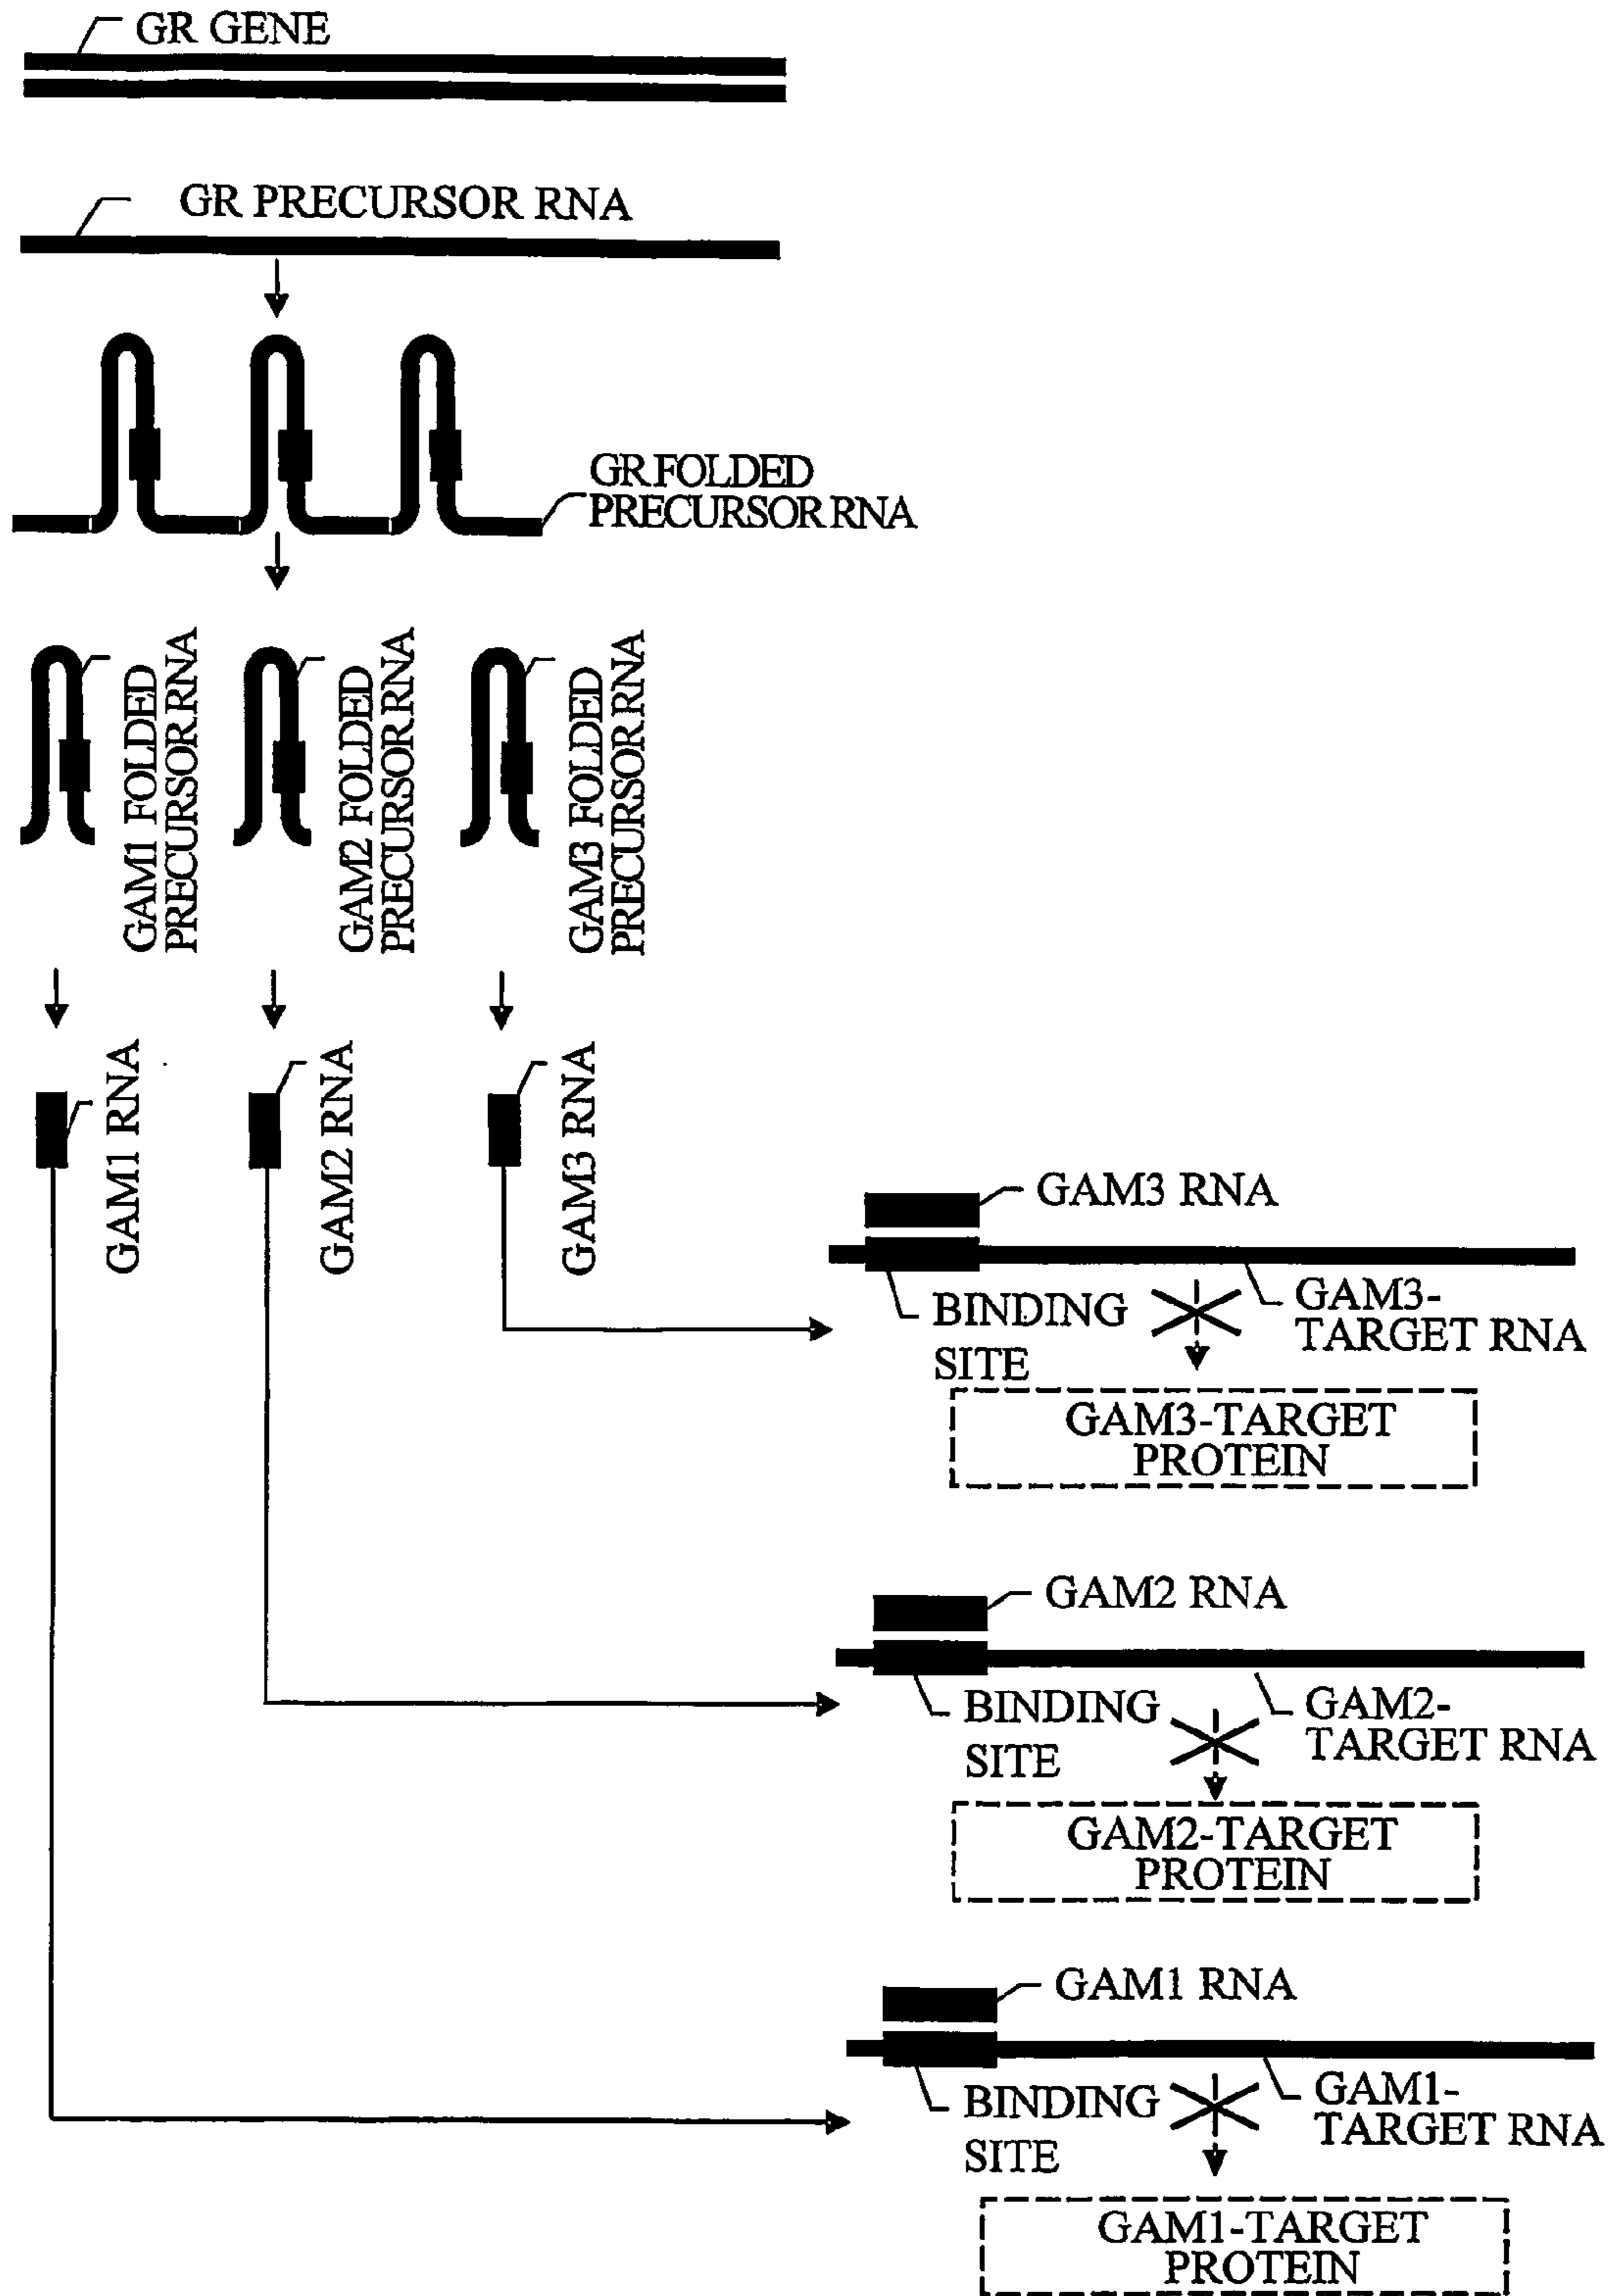 GR GENE
GR PRECURSOR RNA
GR FOLDED
PRECURSOR RNA
GAM1 FOLDED
PRECURSOR RNA
GAM2 FOLDED
PRECURSOR RNA
GAM3 FOLDED
PRECURSOR RNA
GAM1 RNA
GAM2 RNA
GAM3 RNA
GAM3 RNA
BINDING
SITE
GAM3-
TARGET RNA
GAM3-TARGET
PROTEIN
GAM2 RNA
BINDING
SITE
GAM2-
TARGET RNA
GAM2-TARGET
PROTEIN
GAM1 RNA
BINDING
SITE
GAM1-
TARGET RNA
GAM1-TARGET
PROTEIN